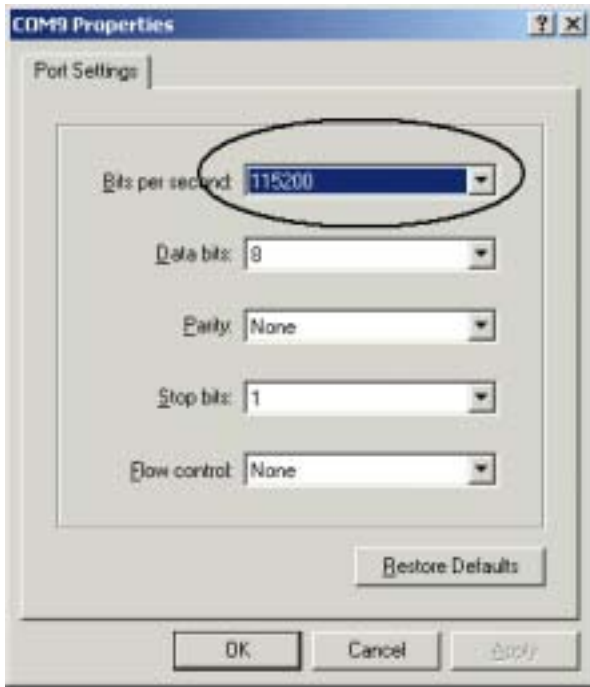 COM9 Properties
Port Settings
Bits per second: 115200
Data bits: 8
Parity: None
Stop bits: 1
Flow control: None
Restore Defaults
OK Cancel Apply